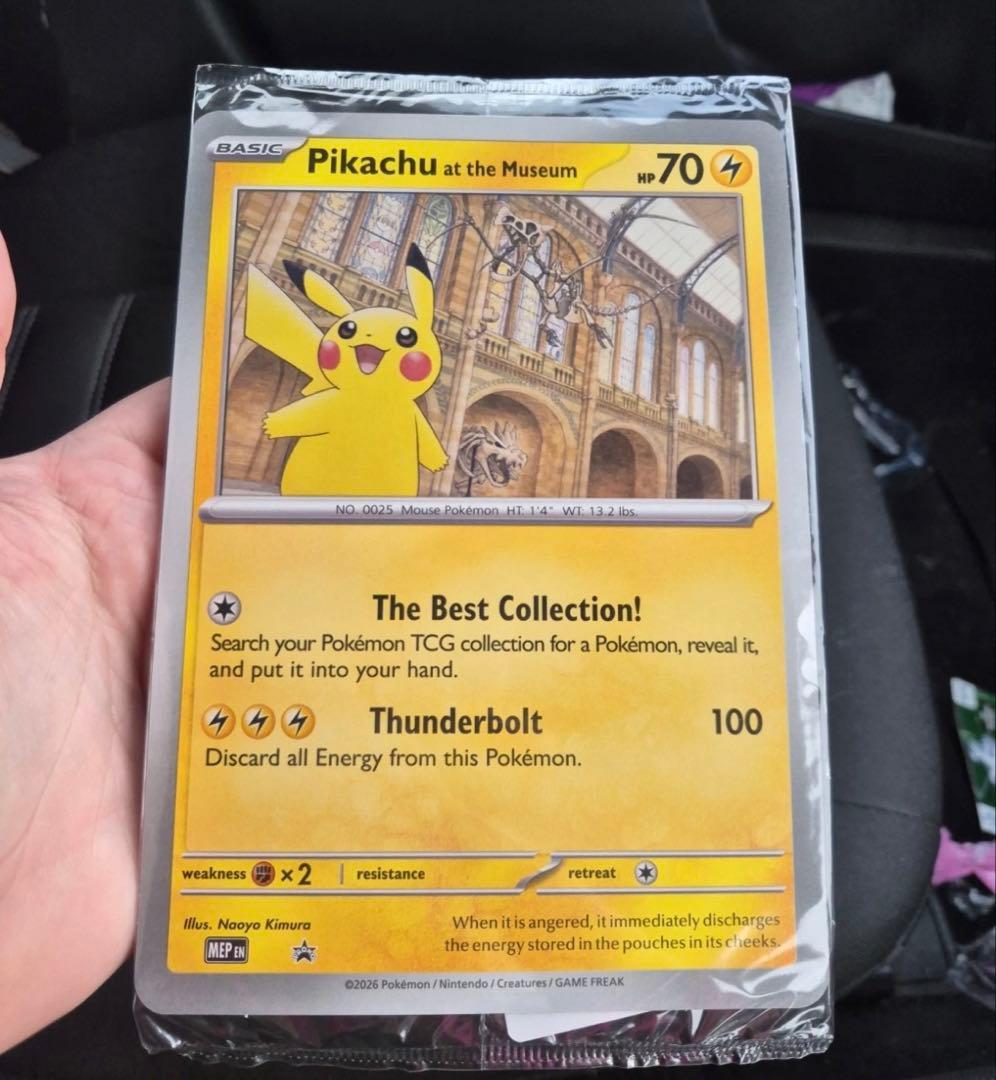 BASIC Pikachu at the Museum HP 70
NO. 0025 Mouse Pokémon HT: 1'4" WT: 13.2 lbs.
The Best Collection!
Search your Pokémon TCG collection for a Pokémon, reveal it,
and put it into your hand.
Thunderbolt 100
Discard all Energy from this Pokémon.
weakness ×2 resistance retreat
Illus. Naoyo Kimura
When it is angered, it immediately discharges
the energy stored in the pouches in its cheeks.
MEP EN
©2026 Pokémon / Nintendo / Creatures / GAME FREAK